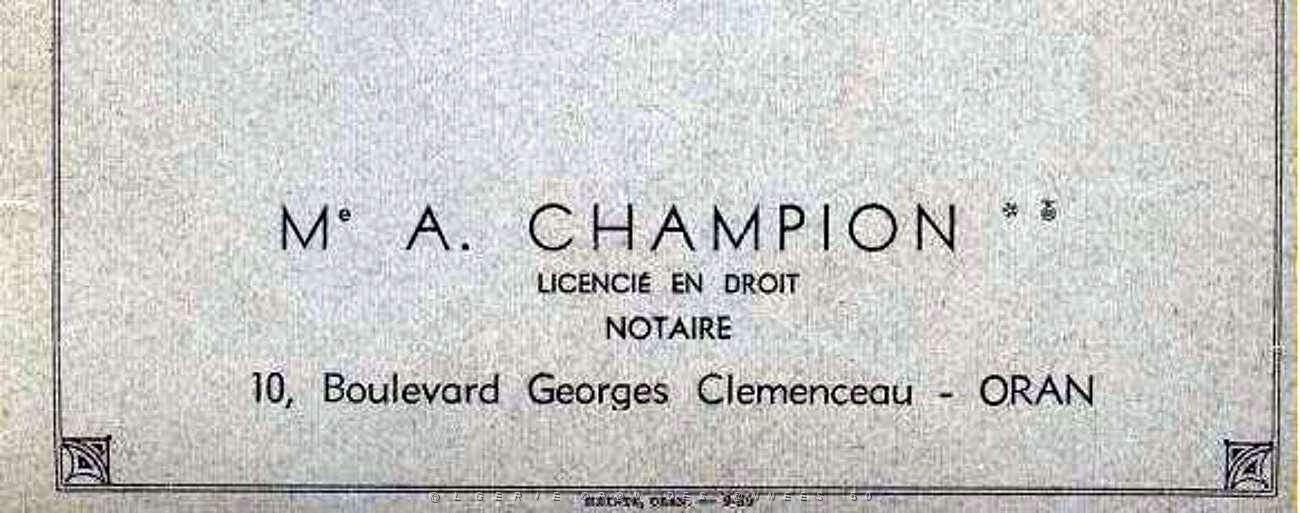 Mᵉ A. CHAMPION
LICENCIÉ EN DROIT
NOTAIRE
10, Boulevard Georges Clemenceau - ORAN